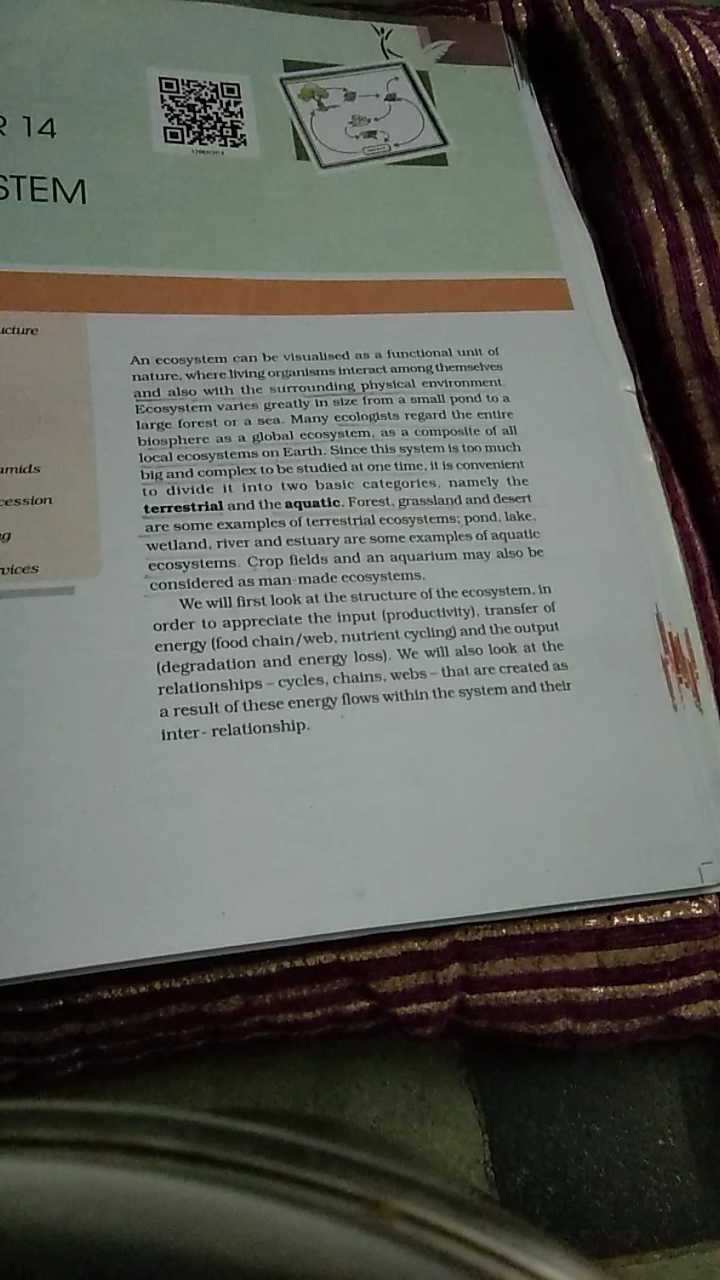 R 14
STEM
ucture
amids
cession
g
vices
An ecosystem can be visualised as a functional unit of
nature, where living organisms interact among themselves
and also with the surrounding physical environment.
Ecosystem varies greatly in size from a small pond to a
large forest or a sea. Many ecologists regard the entire
biosphere as a global ecosystem, as a composite of all
local ecosystems on Earth. Since this system is too much
big and complex to be studied at one time, it is convenient
to divide it into two basic categories, namely the
terrestrial and the aquatic. Forest, grassland and desert
are some examples of terrestrial ecosystems; pond, lake,
wetland, river and estuary are some examples of aquatic
ecosystems. Crop fields and an aquarium may also be
considered as man-made ecosystems.
We will first look at the structure of the ecosystem, in
order to appreciate the input (productivity), transfer of
energy (food chain/web, nutrient cycling) and the output
(degradation and energy loss). We will also look at the
relationships – cycles, chains, webs – that are created as
a result of these energy flows within the system and their
inter- relationship.